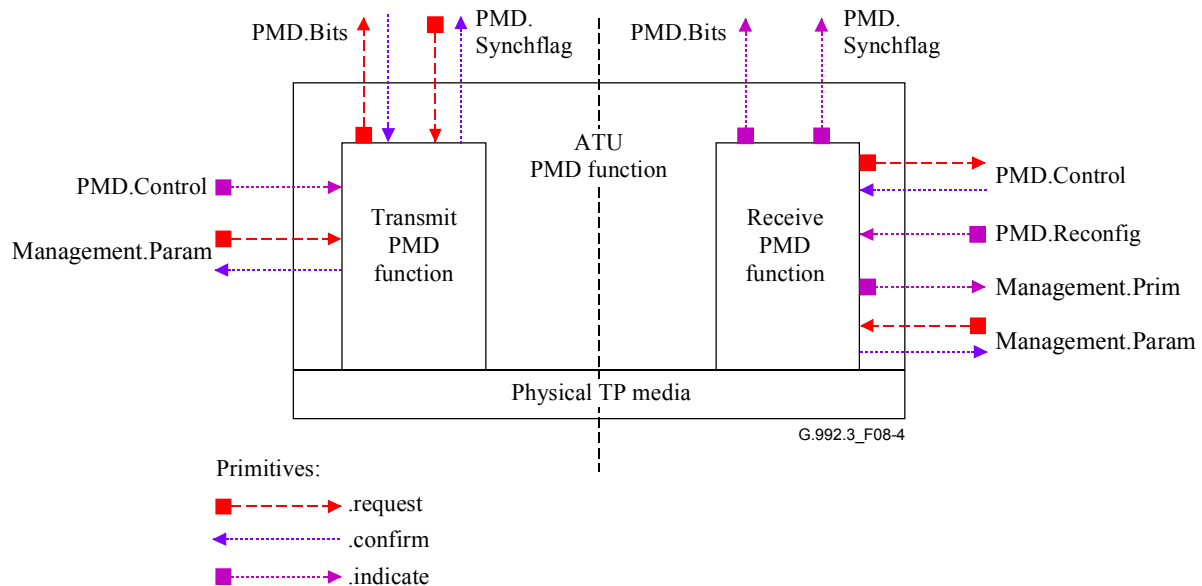 PMD.Bits
PMD.
Synchflag
PMD.Bits
PMD.
Synchflag
ATU
PMD function
PMD.Control
Management.Param
Transmit
PMD
function
Receive
PMD
function
PMD.Control
PMD.Reconfig
Management.Prim
Management.Param
Physical TP media
G.992.3_F08-4
Primitives:
.request
.confirm
.indicate